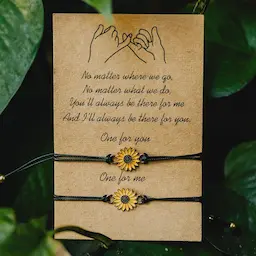 No matter where we go,
No matter what we do.
You'll always be there for me
And I'll always be there for you.
One for you
One for me